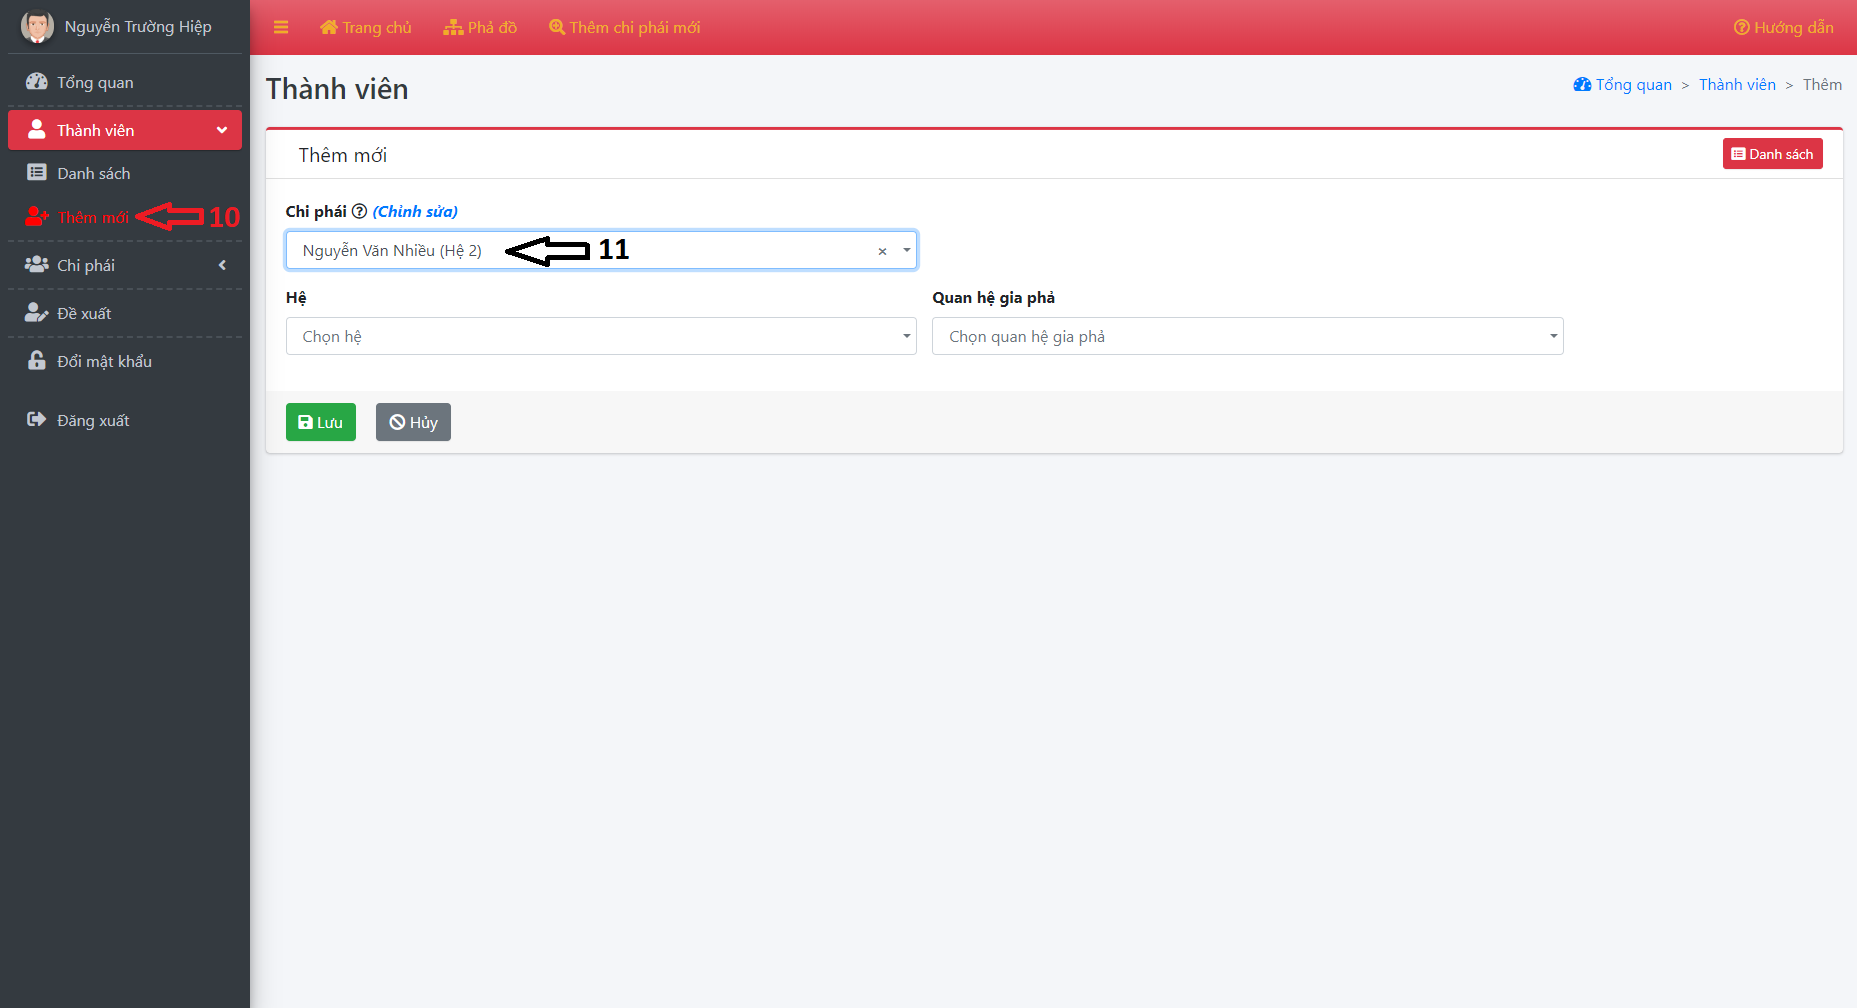 Nguyễn Trường Hiệp
Trang chủ
Phả đồ
Thêm chi phái mới
Hướng dẫn
Tổng quan
Thành viên
Danh sách
Thêm mới 10
Chi phái
Đề xuất
Đổi mật khẩu
Đăng xuất
Thành viên
Tổng quan > Thành viên > Thêm
Thêm mới
Danh sách
Chi phái (Chỉnh sửa)
Nguyễn Văn Nhiều (Hệ 2) × 11
Hệ
Quan hệ gia phả
Chọn hệ
Chọn quan hệ gia phả
Lưu
Hủy